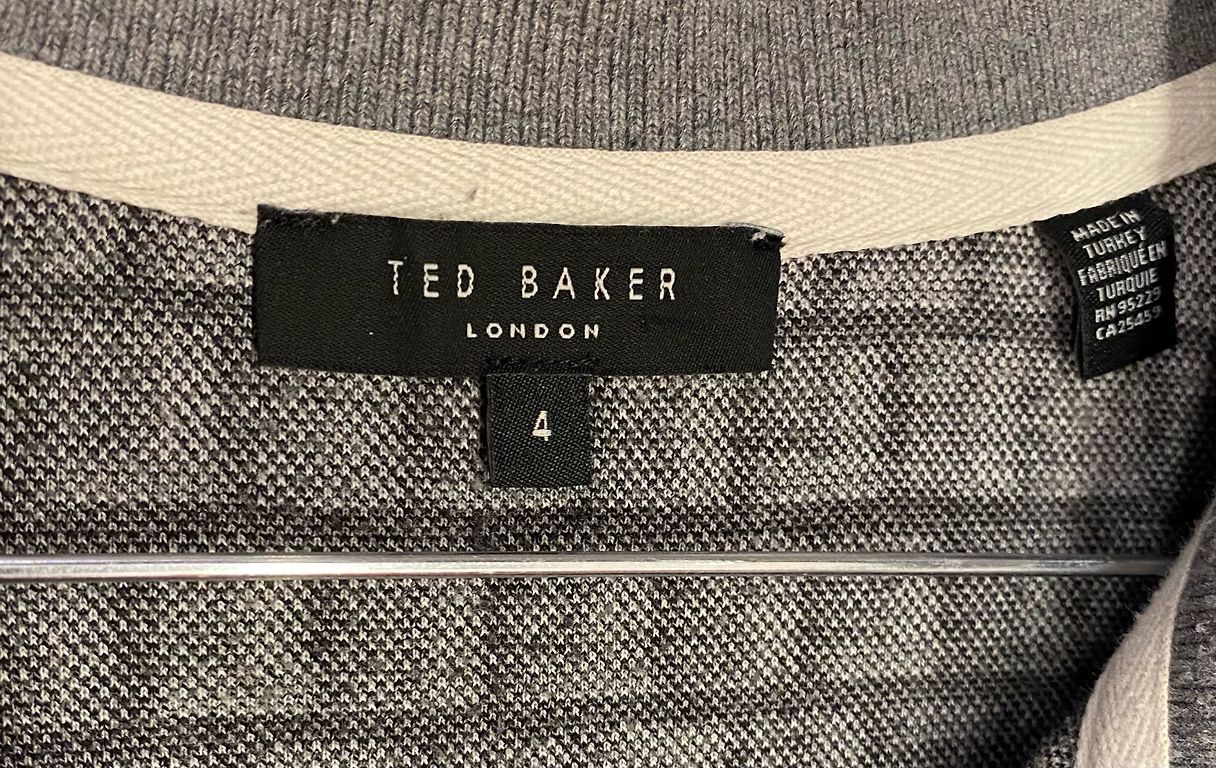 TED BAKER
LONDON
4
MADE IN
TURKEY
FABRIQUÉ EN
TURQUIE
RN 95229
CA25459